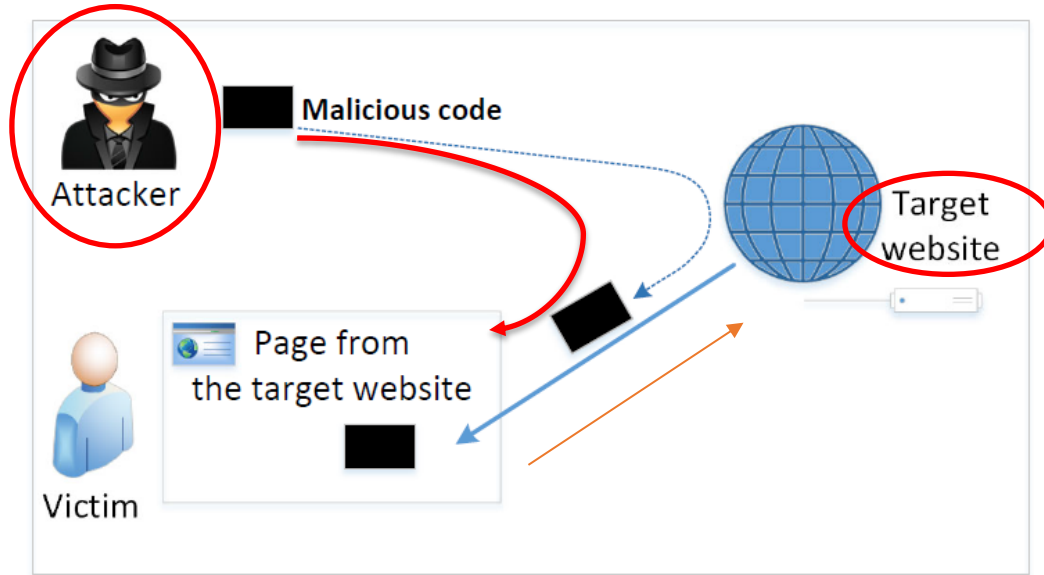 Malicious code
Attacker
Target
website
Page from
the target website
Victim